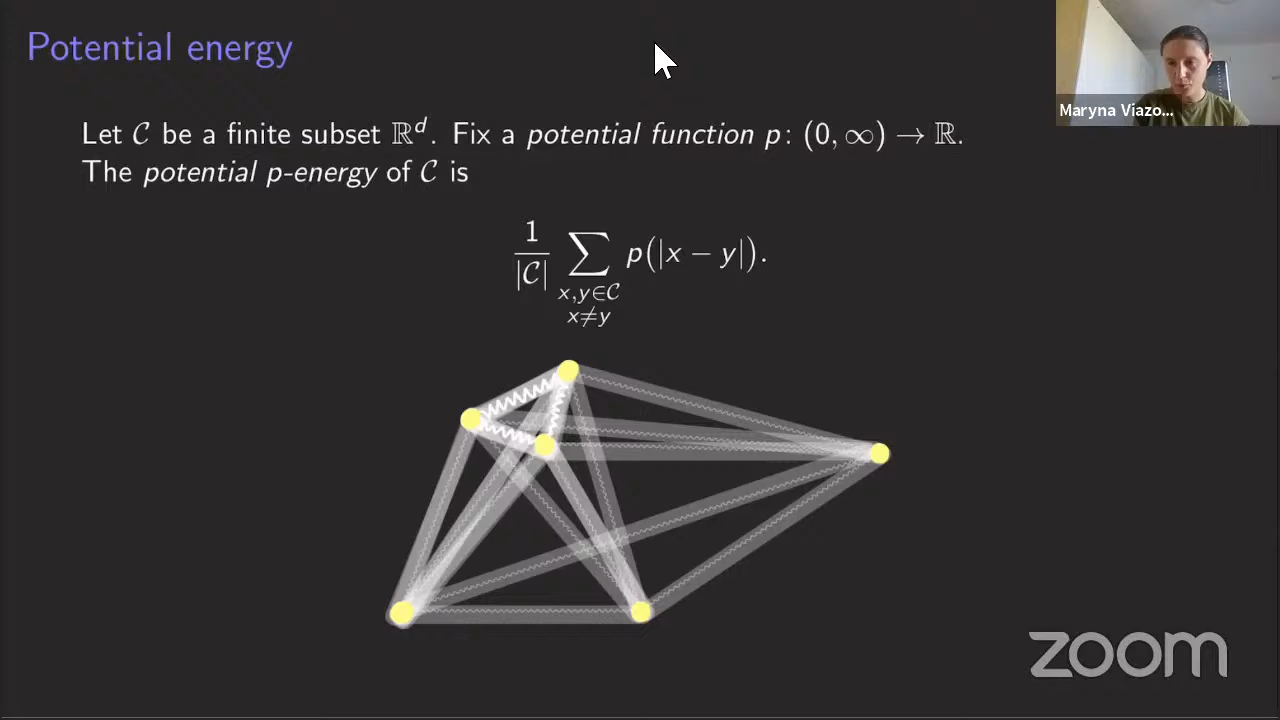 Potential energy
Maryna Viazo...
Let 𝒞 be a finite subset ℝᵈ. Fix a potential function p: (0, ∞) → ℝ.
The potential p-energy of 𝒞 is
1/|𝒞| ∑ p(|x − y|).
x,y∈𝒞
x≠y
zoom